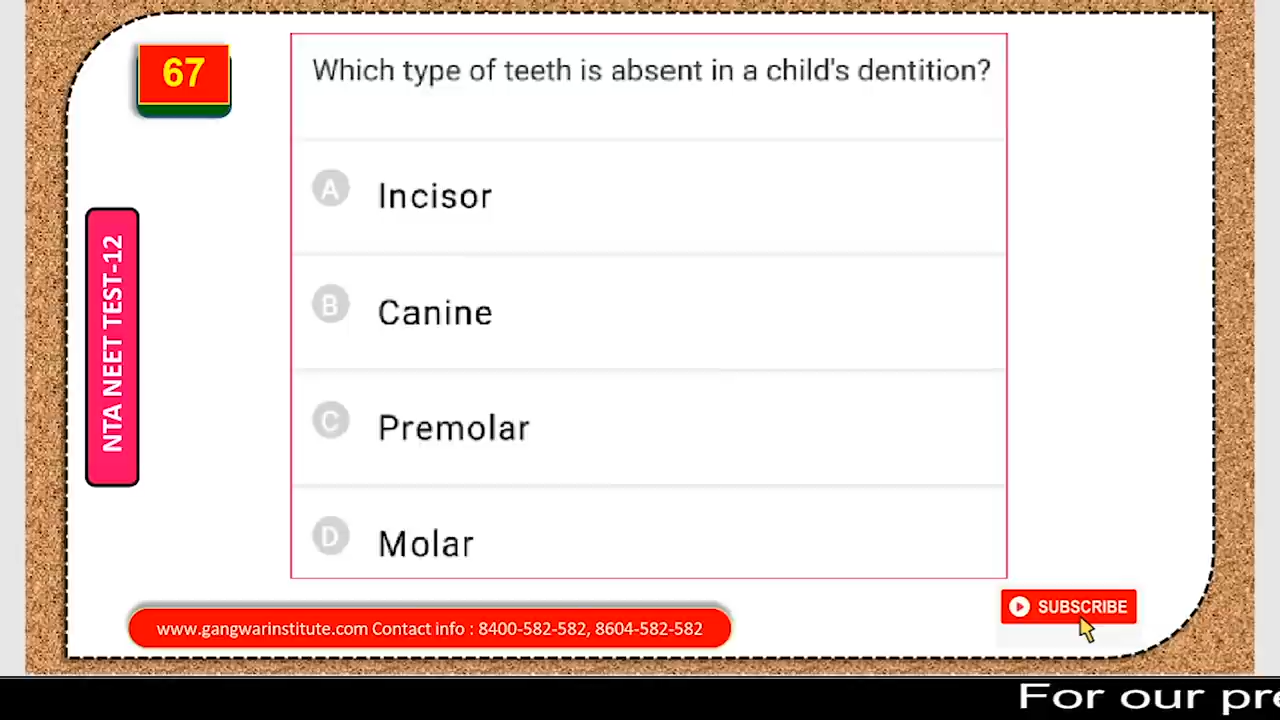 67
Which type of teeth is absent in a child's dentition?
A Incisor
B Canine
C Premolar
D Molar
NTA NEET TEST-12
www.gangwarinstitute.com Contact info : 8400-582-582, 8604-582-582
SUBSCRIBE
For our pre